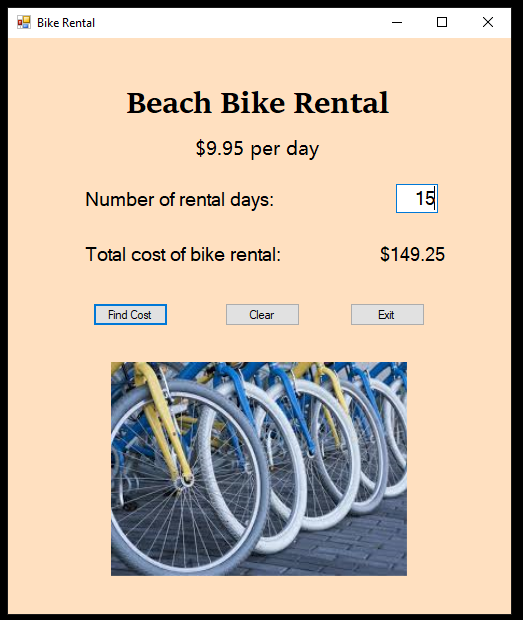 Bike Rental
Beach Bike Rental
$9.95 per day
Number of rental days: 15
Total cost of bike rental: $149.25
Find Cost Clear Exit